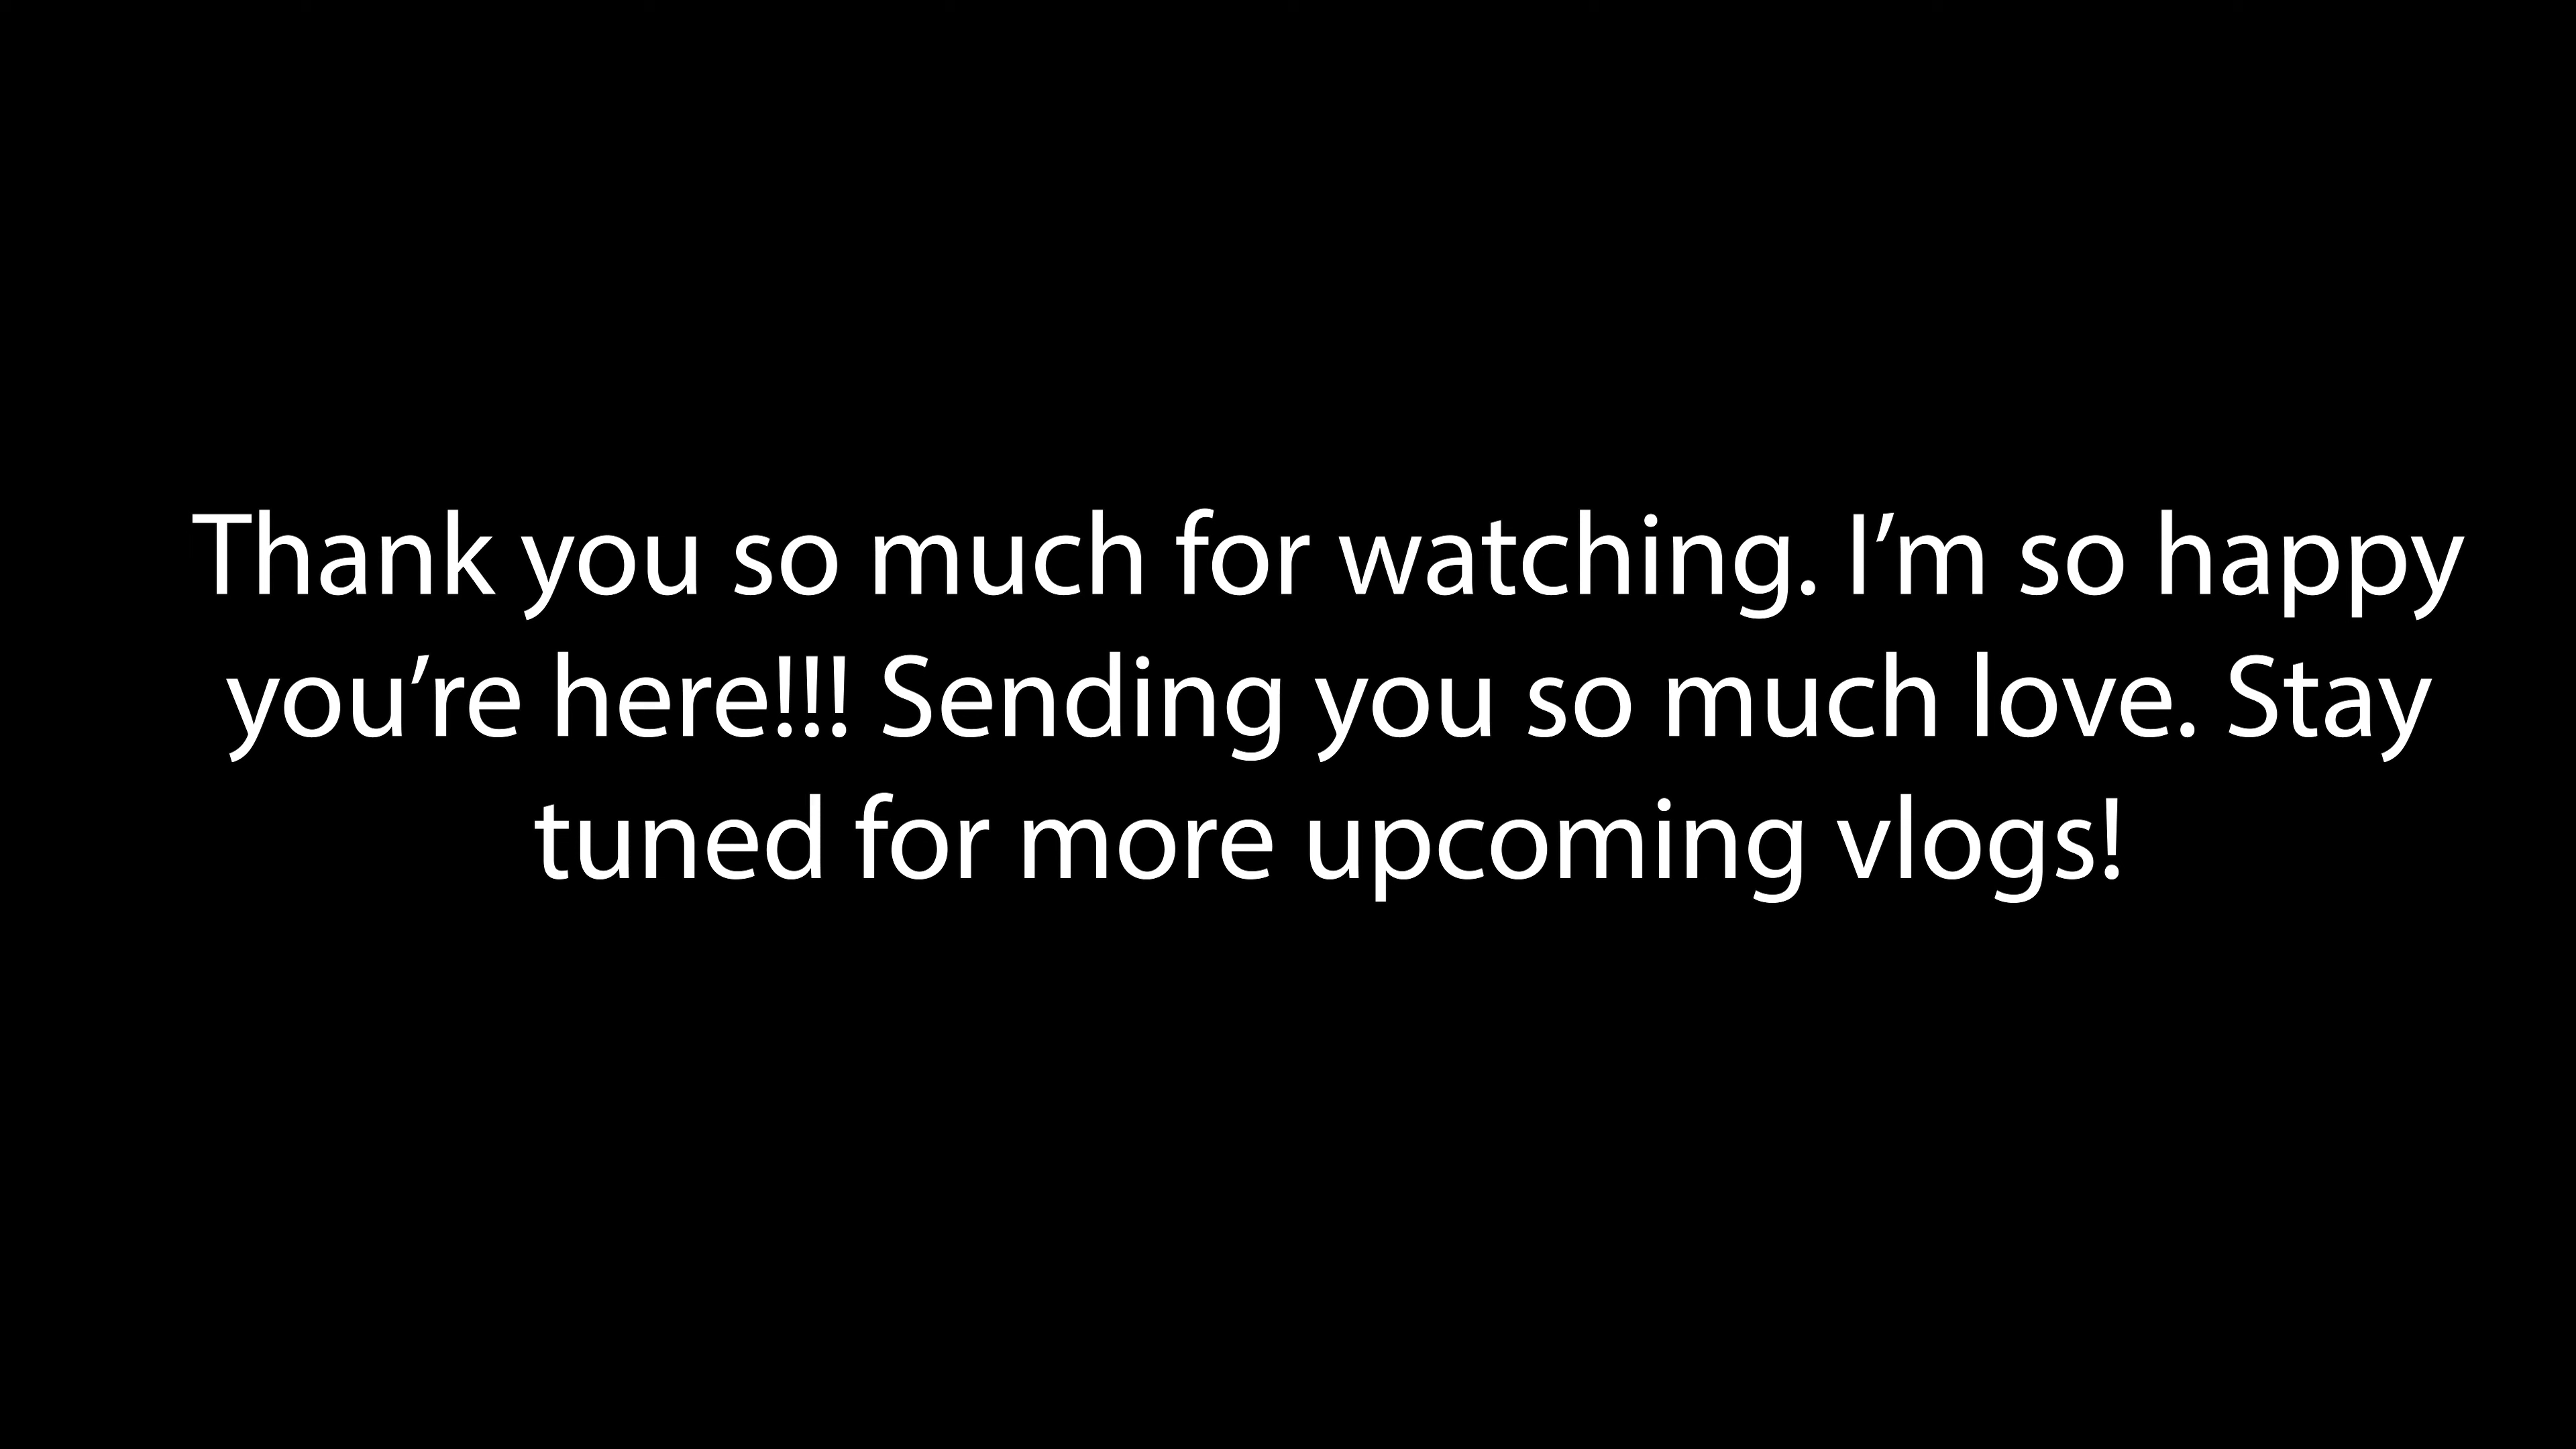 Thank you so much for watching. I’m so happy
you’re here!!! Sending you so much love. Stay
tuned for more upcoming vlogs!